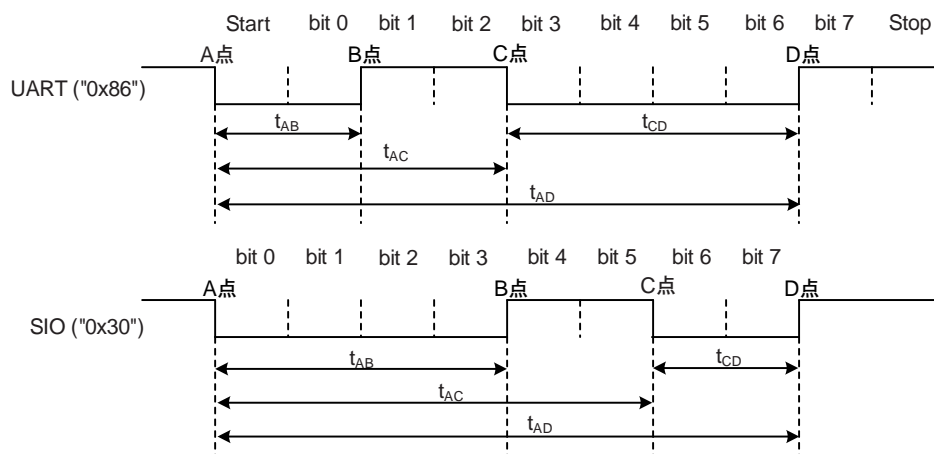 Start bit 0 bit 1 bit 2 bit 3 bit 4 bit 5 bit 6 bit 7 Stop
A点 B点 C点 D点
UART ("0x86")
tAB tCD
tAC
tAD
bit 0 bit 1 bit 2 bit 3 bit 4 bit 5 bit 6 bit 7
A点 B点 C点 D点
SIO ("0x30")
tAB tCD
tAC
tAD